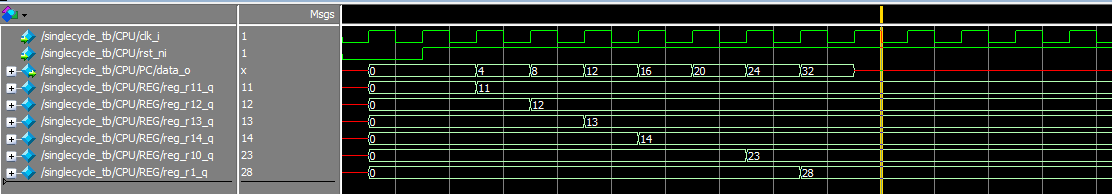 Msgs
/singlecycle_tb/CPU/clk_i 1
/singlecycle_tb/CPU/rst_ni 1
/singlecycle_tb/CPU/PC/data_o x 0 4 8 12 16 20 24 32
/singlecycle_tb/CPU/REG/reg_r11_q 11 0 11
/singlecycle_tb/CPU/REG/reg_r12_q 12 0 12
/singlecycle_tb/CPU/REG/reg_r13_q 13 0 13
/singlecycle_tb/CPU/REG/reg_r14_q 14 0 14
/singlecycle_tb/CPU/REG/reg_r10_q 23 0 23
/singlecycle_tb/CPU/REG/reg_r1_q 28 0 28